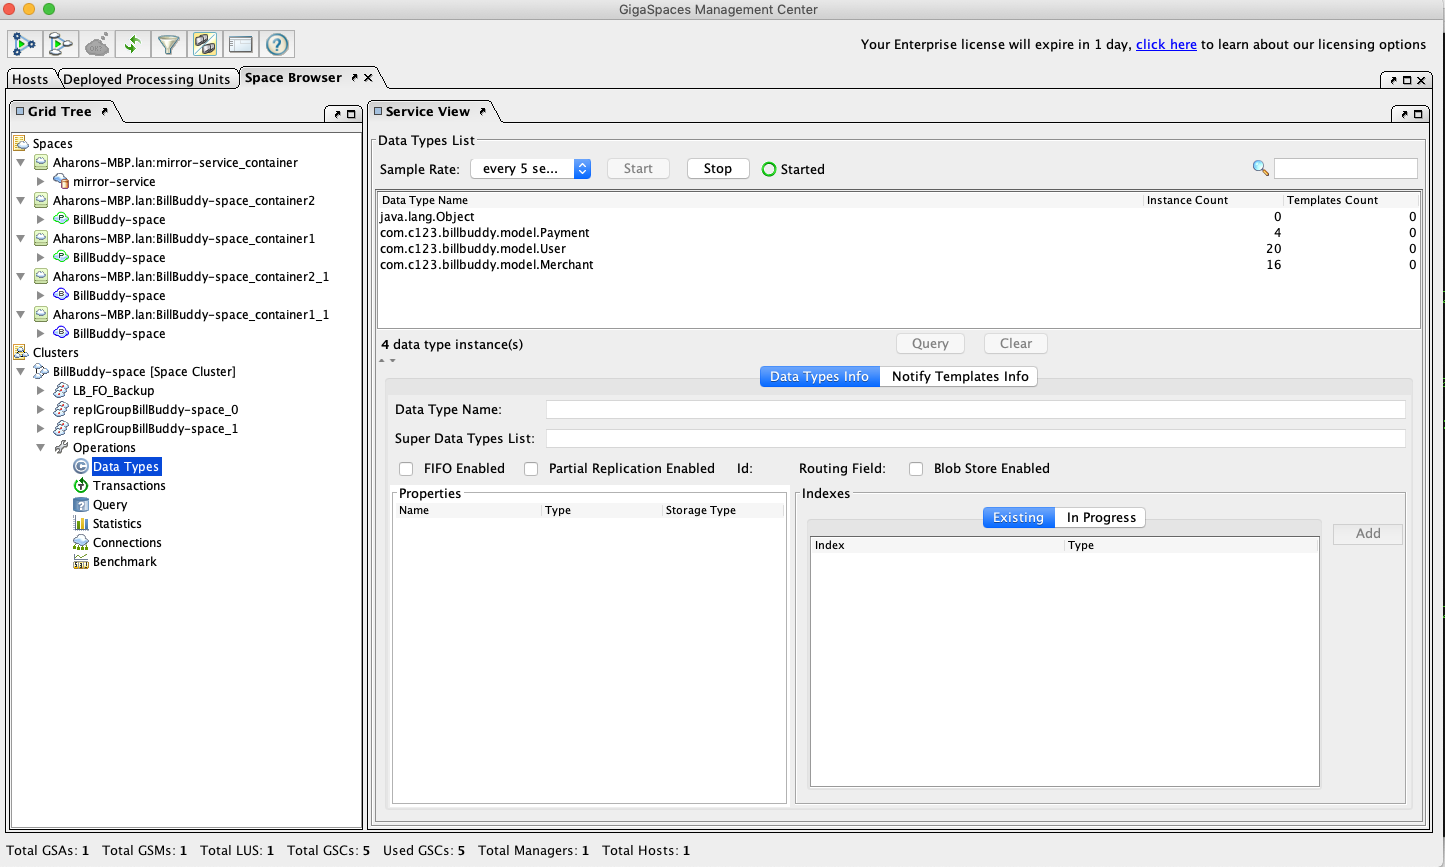 GigaSpaces Management Center
Your Enterprise license will expire in 1 day, click here to learn about our licensing options
Hosts Deployed Processing Units Space Browser
Grid Tree
Spaces
Aharons-MBP.lan:mirror-service_container
mirror-service
Aharons-MBP.lan:BillBuddy-space_container2
BillBuddy-space
Aharons-MBP.lan:BillBuddy-space_container1
BillBuddy-space
Aharons-MBP.lan:BillBuddy-space_container2_1
BillBuddy-space
Aharons-MBP.lan:BillBuddy-space_container1_1
BillBuddy-space
Clusters
BillBuddy-space [Space Cluster]
LB_FO_Backup
replGroupBillBuddy-space_0
replGroupBillBuddy-space_1
Operations
Data Types
Transactions
Query
Statistics
Connections
Benchmark
Service View
Data Types List
Sample Rate: every 5 se... Start Stop Started
Data Type Name Instance Count Templates Count
java.lang.Object 0 0
com.c123.billbuddy.model.Payment 4 0
com.c123.billbuddy.model.User 20 0
com.c123.billbuddy.model.Merchant 16 0
4 data type instance(s) Query Clear
Data Types Info Notify Templates Info
Data Type Name:
Super Data Types List:
FIFO Enabled Partial Replication Enabled Id: Routing Field: Blob Store Enabled
Properties
Name Type Storage Type
Indexes
Existing In Progress
Add
Index Type
Total GSAs: 1 Total GSMs: 1 Total LUS: 1 Total GSCs: 5 Used GSCs: 5 Total Managers: 1 Total Hosts: 1